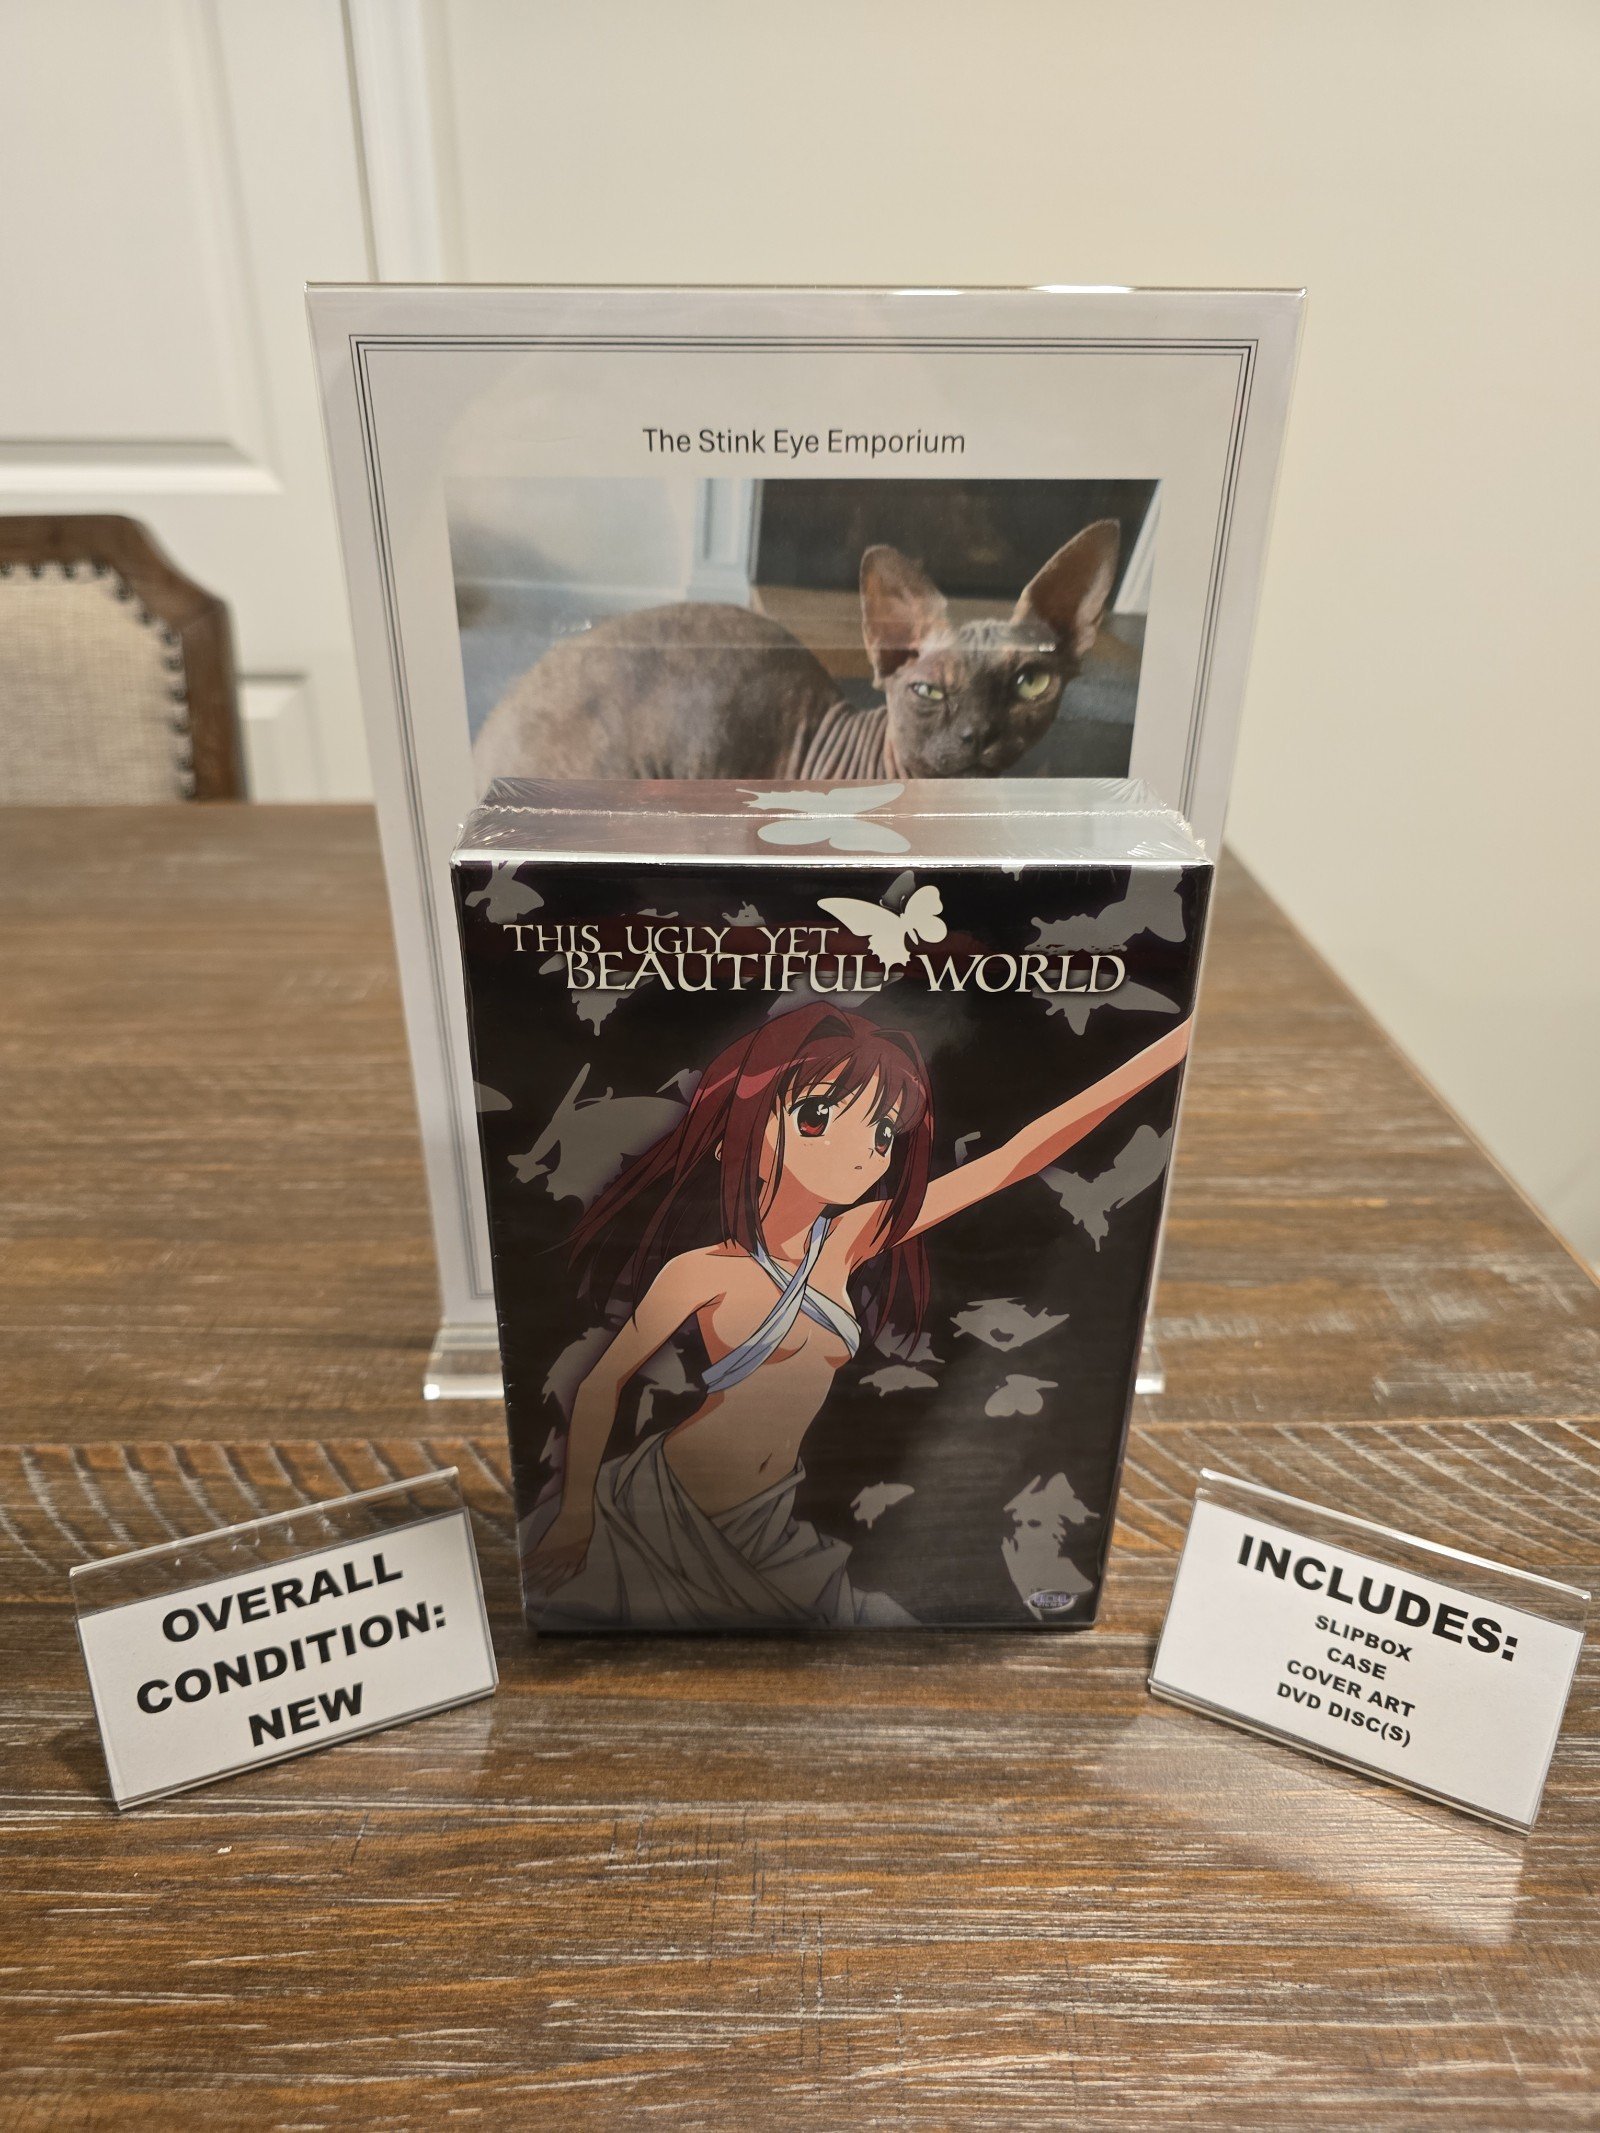 The Stink Eye Emporium
THIS UGLY YET
BEAUTIFUL WORLD
OVERALL
CONDITION:
NEW
INCLUDES:
SLIPBOX
CASE
COVER ART
DVD DISC(S)